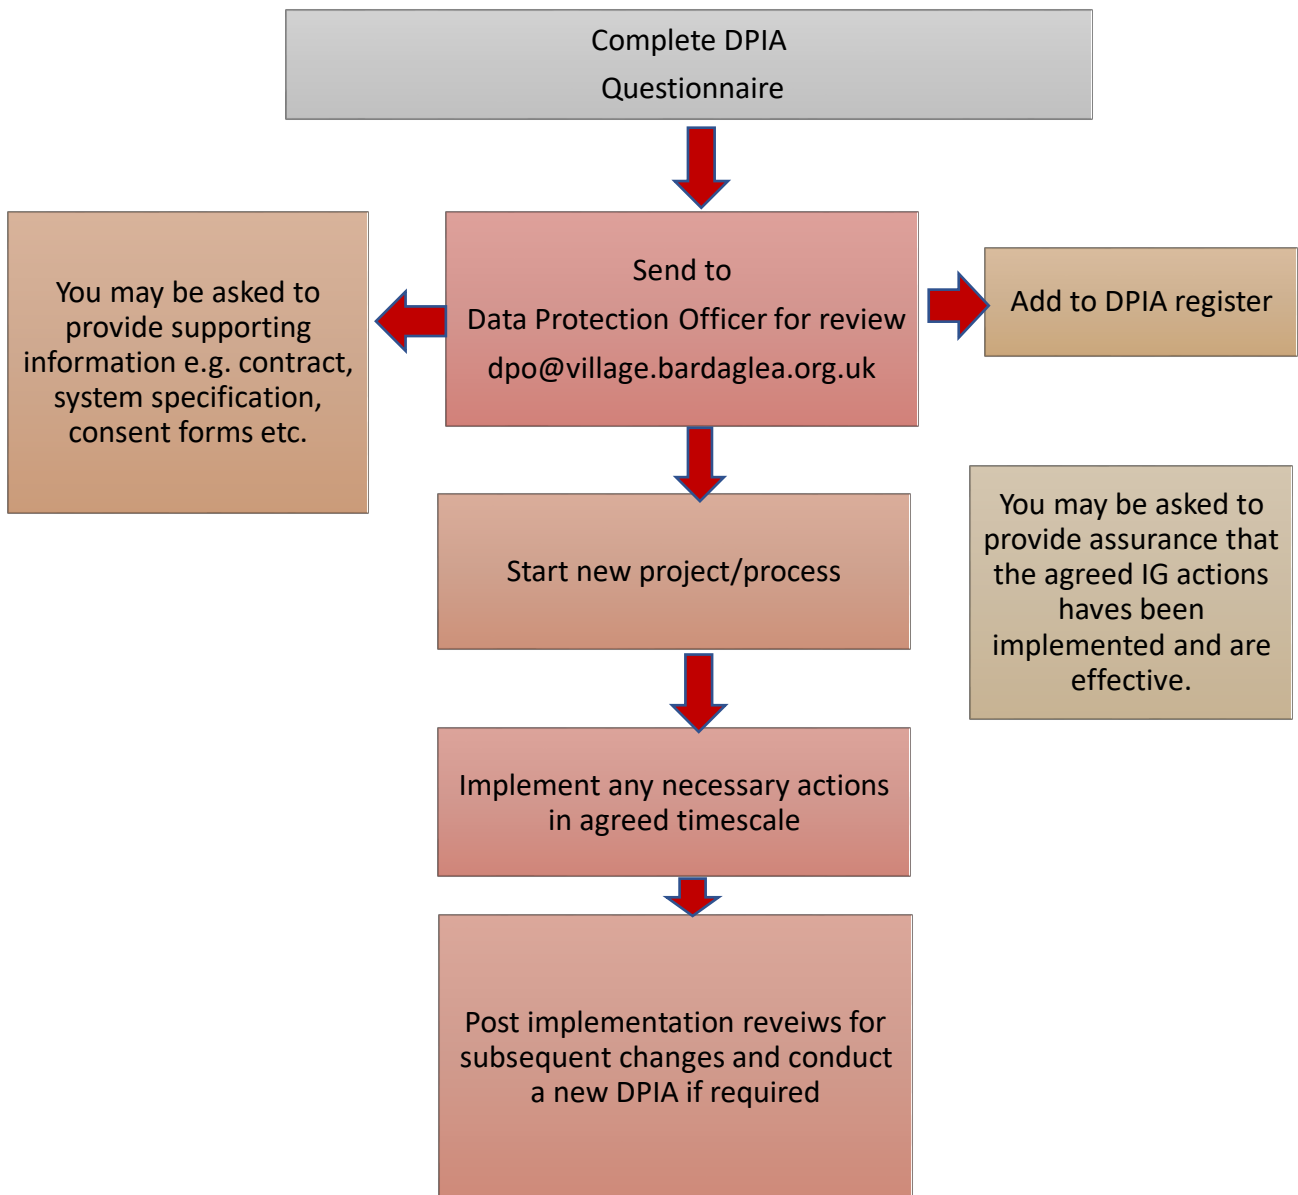 Complete DPIA
Questionnaire
You may be asked to
provide supporting
information e.g. contract,
system specification,
consent forms etc.
Send to
Data Protection Officer for review
dpo@village.bardaglea.org.uk
Add to DPIA register
Start new project/process
You may be asked to
provide assurance that
the agreed IG actions
haves been
implemented and are
effective.
Implement any necessary actions
in agreed timescale
Post implementation reveiws for
subsequent changes and conduct
a new DPIA if required